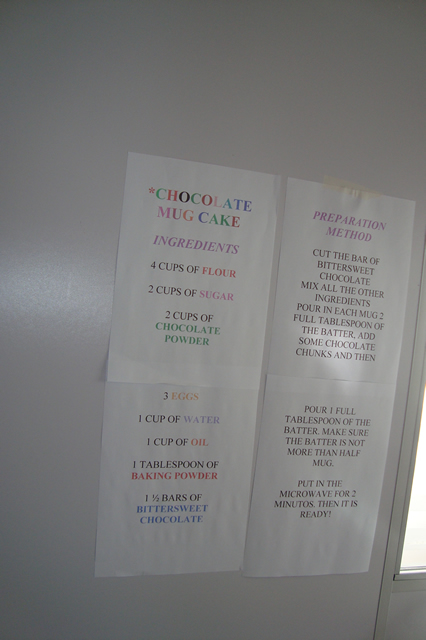 *CHOCOLATE
MUG CAKE
INGREDIENTS
4 CUPS OF FLOUR
2 CUPS OF SUGAR
2 CUPS OF
CHOCOLATE
POWDER
3 EGGS
1 CUP OF WATER
1 CUP OF OIL
1 TABLESPOON OF
BAKING POWDER
1 ½ BARS OF
BITTERSWEET
CHOCOLATE
PREPARATION
METHOD
CUT THE BAR OF
BITTERSWEET
CHOCOLATE
MIX ALL THE OTHER
INGREDIENTS
POUR IN EACH MUG 2
FULL TABLESPOON OF
THE BATTER, ADD
SOME CHOCOLATE
CHUNKS AND THEN
POUR 1 FULL
TABLESPOON OF THE
BATTER. MAKE SURE
THE BATTER IS NOT
MORE THAN HALF
MUG.
PUT IN THE
MICROWAVE FOR 2
MINUTOS. THEN IT IS
READY!